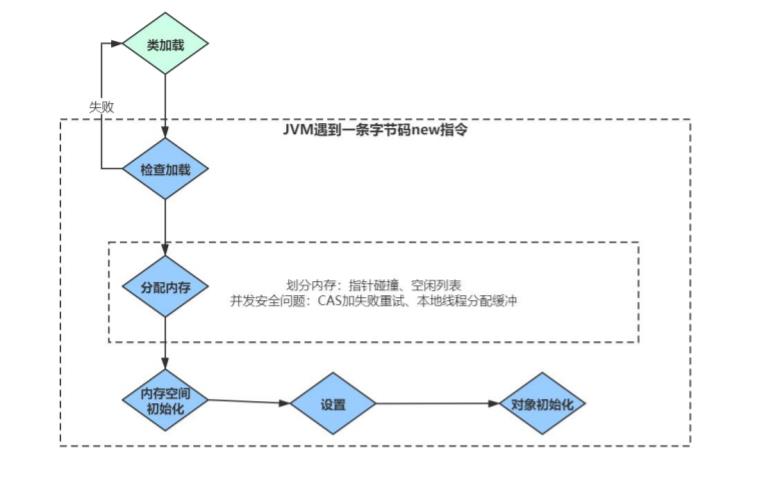 类加载
失败
JVM遇到一条字节码new指令
检查加载
分配内存
划分内存：指针碰撞、空闲列表
并发安全问题：CAS加失败重试、本地线程分配缓冲
内存空间
初始化
设置
对象初始化